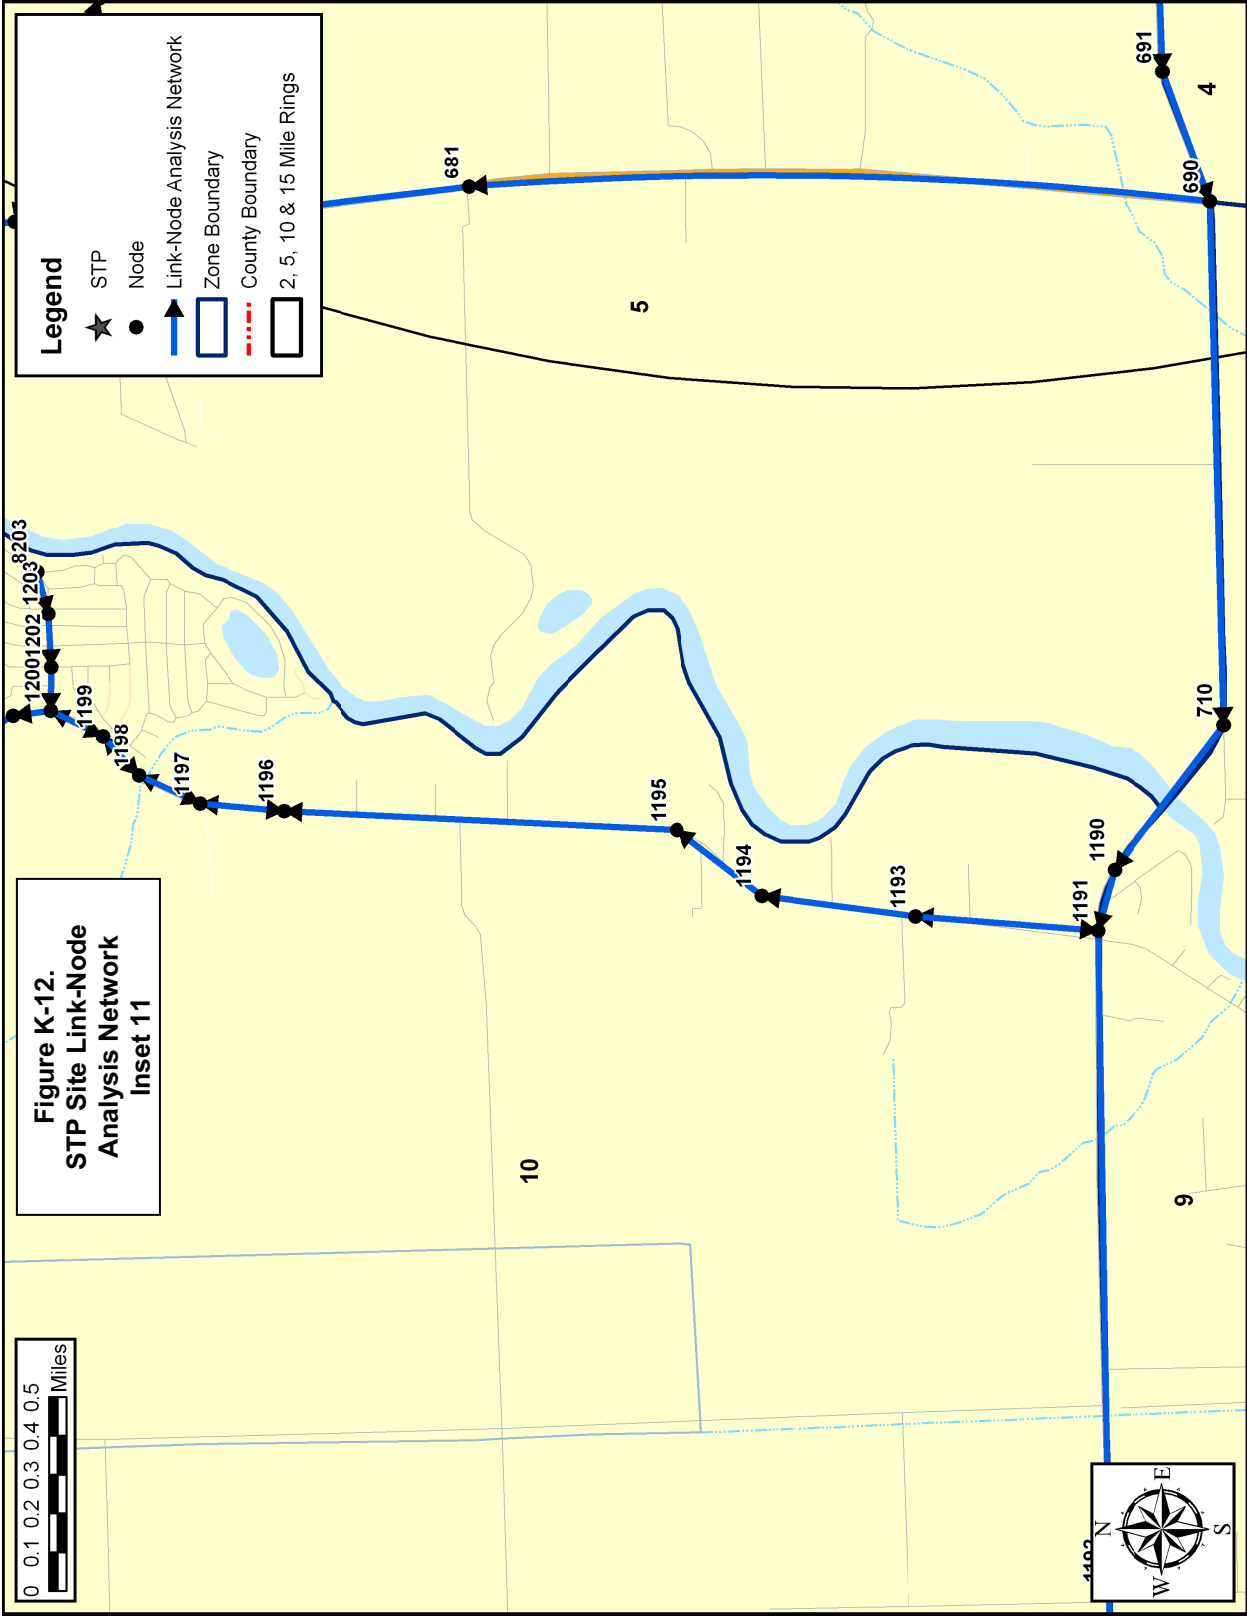 Figure K-12.
STP Site Link-Node
Analysis Network
Inset 11
Legend
STP
Node
Link-Node Analysis Network
Zone Boundary
County Boundary
2, 5, 10 & 15 Mile Rings
0 0.1 0.2 0.3 0.4 0.5
Miles
8203
1203
1202
1200
1199
1198
1197
1196
1195
1194
1193
1191
1190
710
690
691
681
5
4
10
9
N
E
S
W